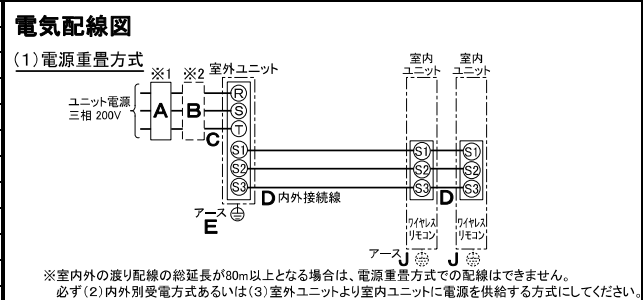 電気配線図
(1)電源重畳方式
※1 ※2 室外ユニット
室内
ユニット
室内
ユニット
ユニット電源
三相 200V
A B C
R
S
T
S1 S1 S1
S2 S2 S2
S3 S3 S3
D 内外接続線 D
アース
E
ワイヤレス
リモコン
ワイヤレス
リモコン
アース J J
※室内外の渡り配線の総延長が80m以上となる場合は、電源重畳方式での配線はできません。
必ず(2)内外別受電方式あるいは(3)室外ユニットより室内ユニットに電源を供給する方式にしてください。